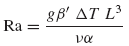 Ra = gβ′ ΔT L³ / να